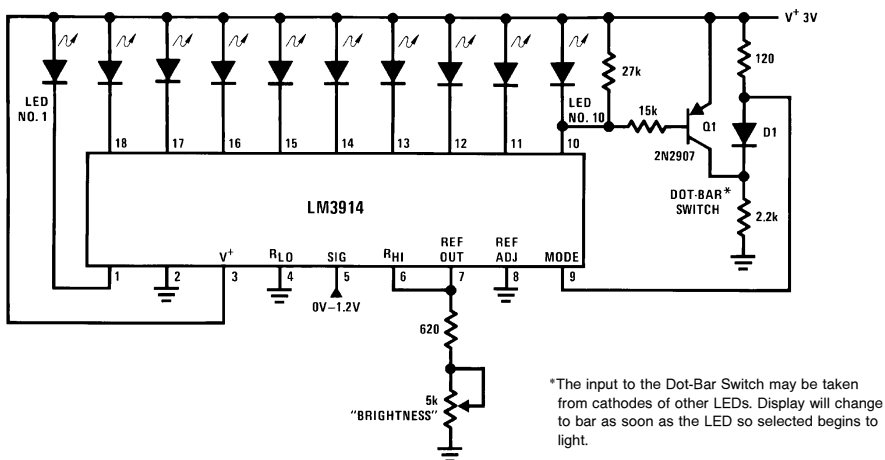 V+ 3V
120
27k
15k
Q1
D1
2N2907
LED
NO. 1
LED
NO. 10
DOT-BAR*
SWITCH
2.2k
18 17 16 15 14 13 12 11 10
LM3914
V+ RLO SIG RHI REF OUT REF ADJ MODE
1 2 3 4 5 6 7 8 9
0V–1.2V
620
5k
"BRIGHTNESS"
*The input to the Dot-Bar Switch may be taken
from cathodes of other LEDs. Display will change
to bar as soon as the LED so selected begins to
light.